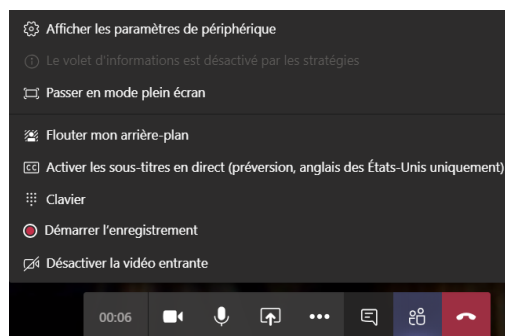 Afficher les paramètres de périphérique
Le volet d'informations est désactivé par les stratégies
Passer en mode plein écran
Flouter mon arrière-plan
CC Activer les sous-titres en direct (préversion, anglais des États-Unis uniquement)
Clavier
Démarrer l'enregistrement
Désactiver la vidéo entrante
00:06